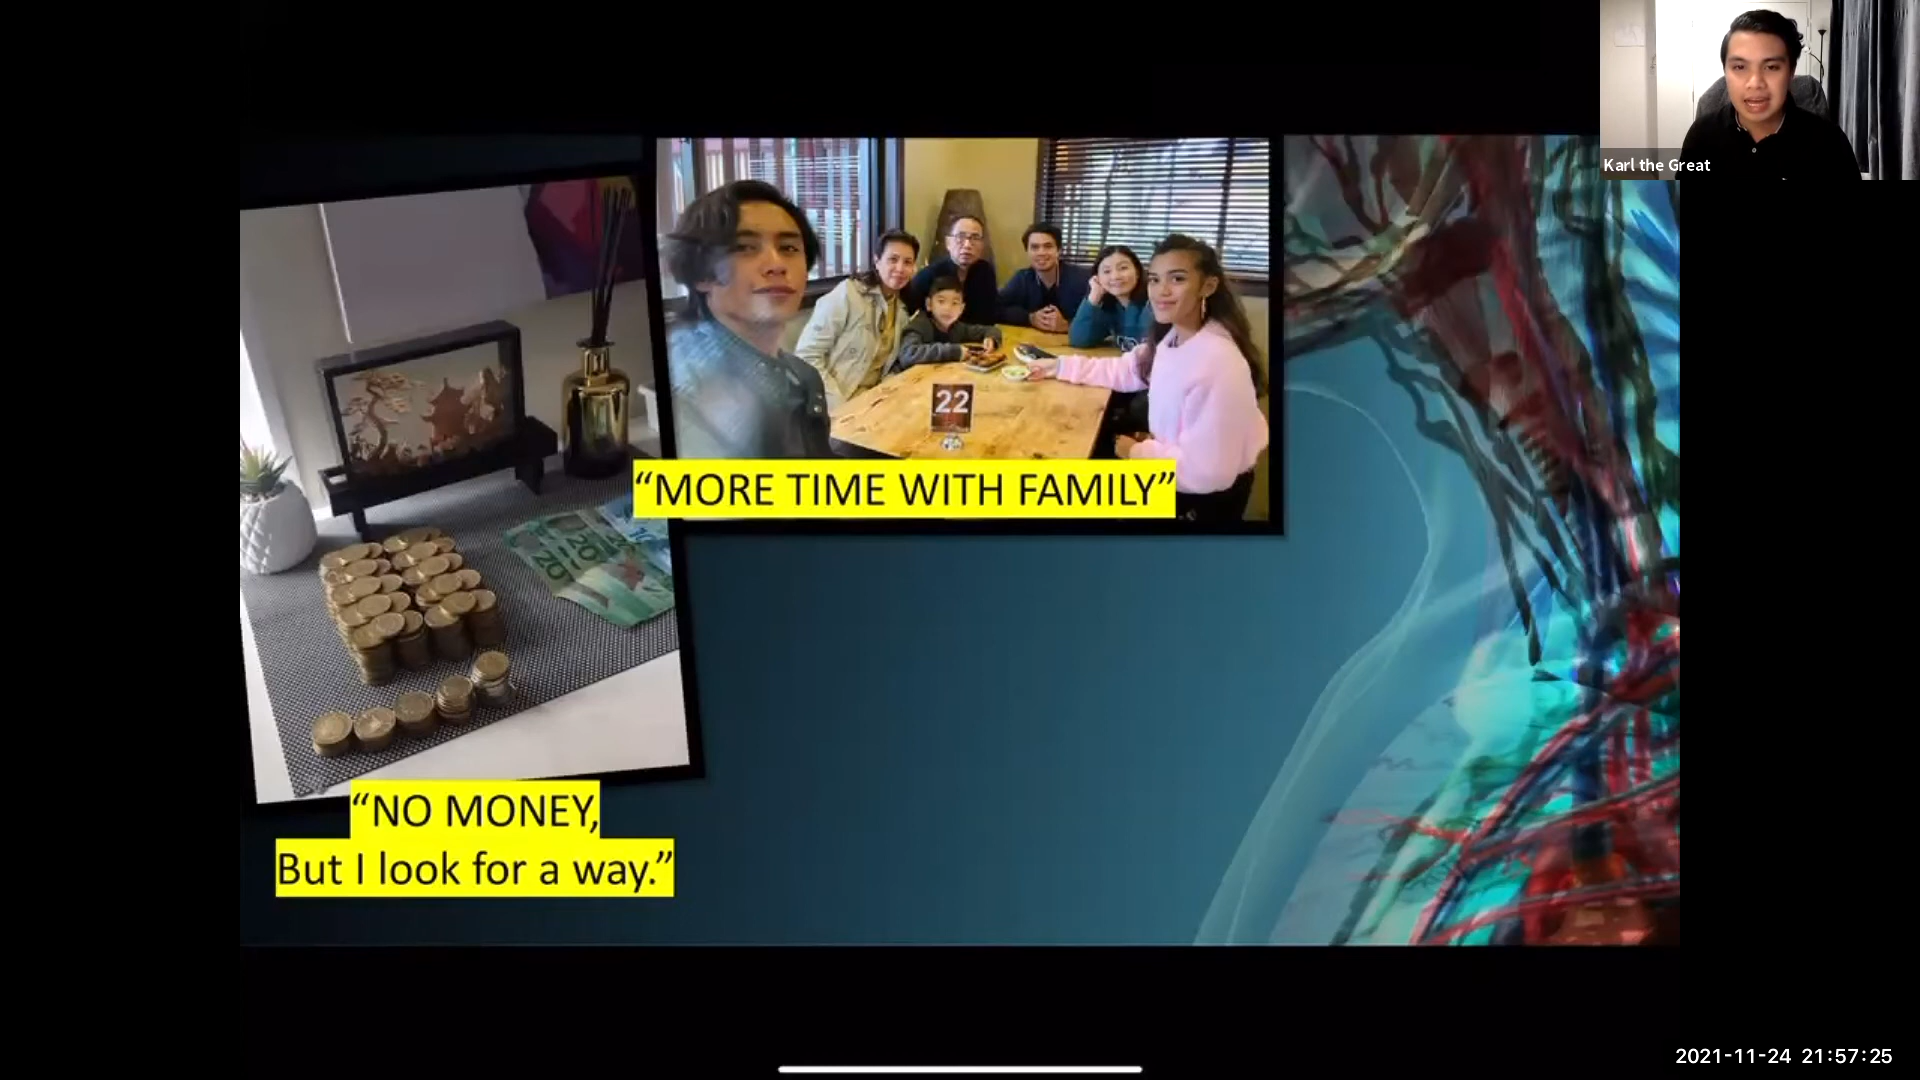 Karl the Great
22
“MORE TIME WITH FAMILY”
“NO MONEY,
But I look for a way.”
2021-11-24 21:57:25